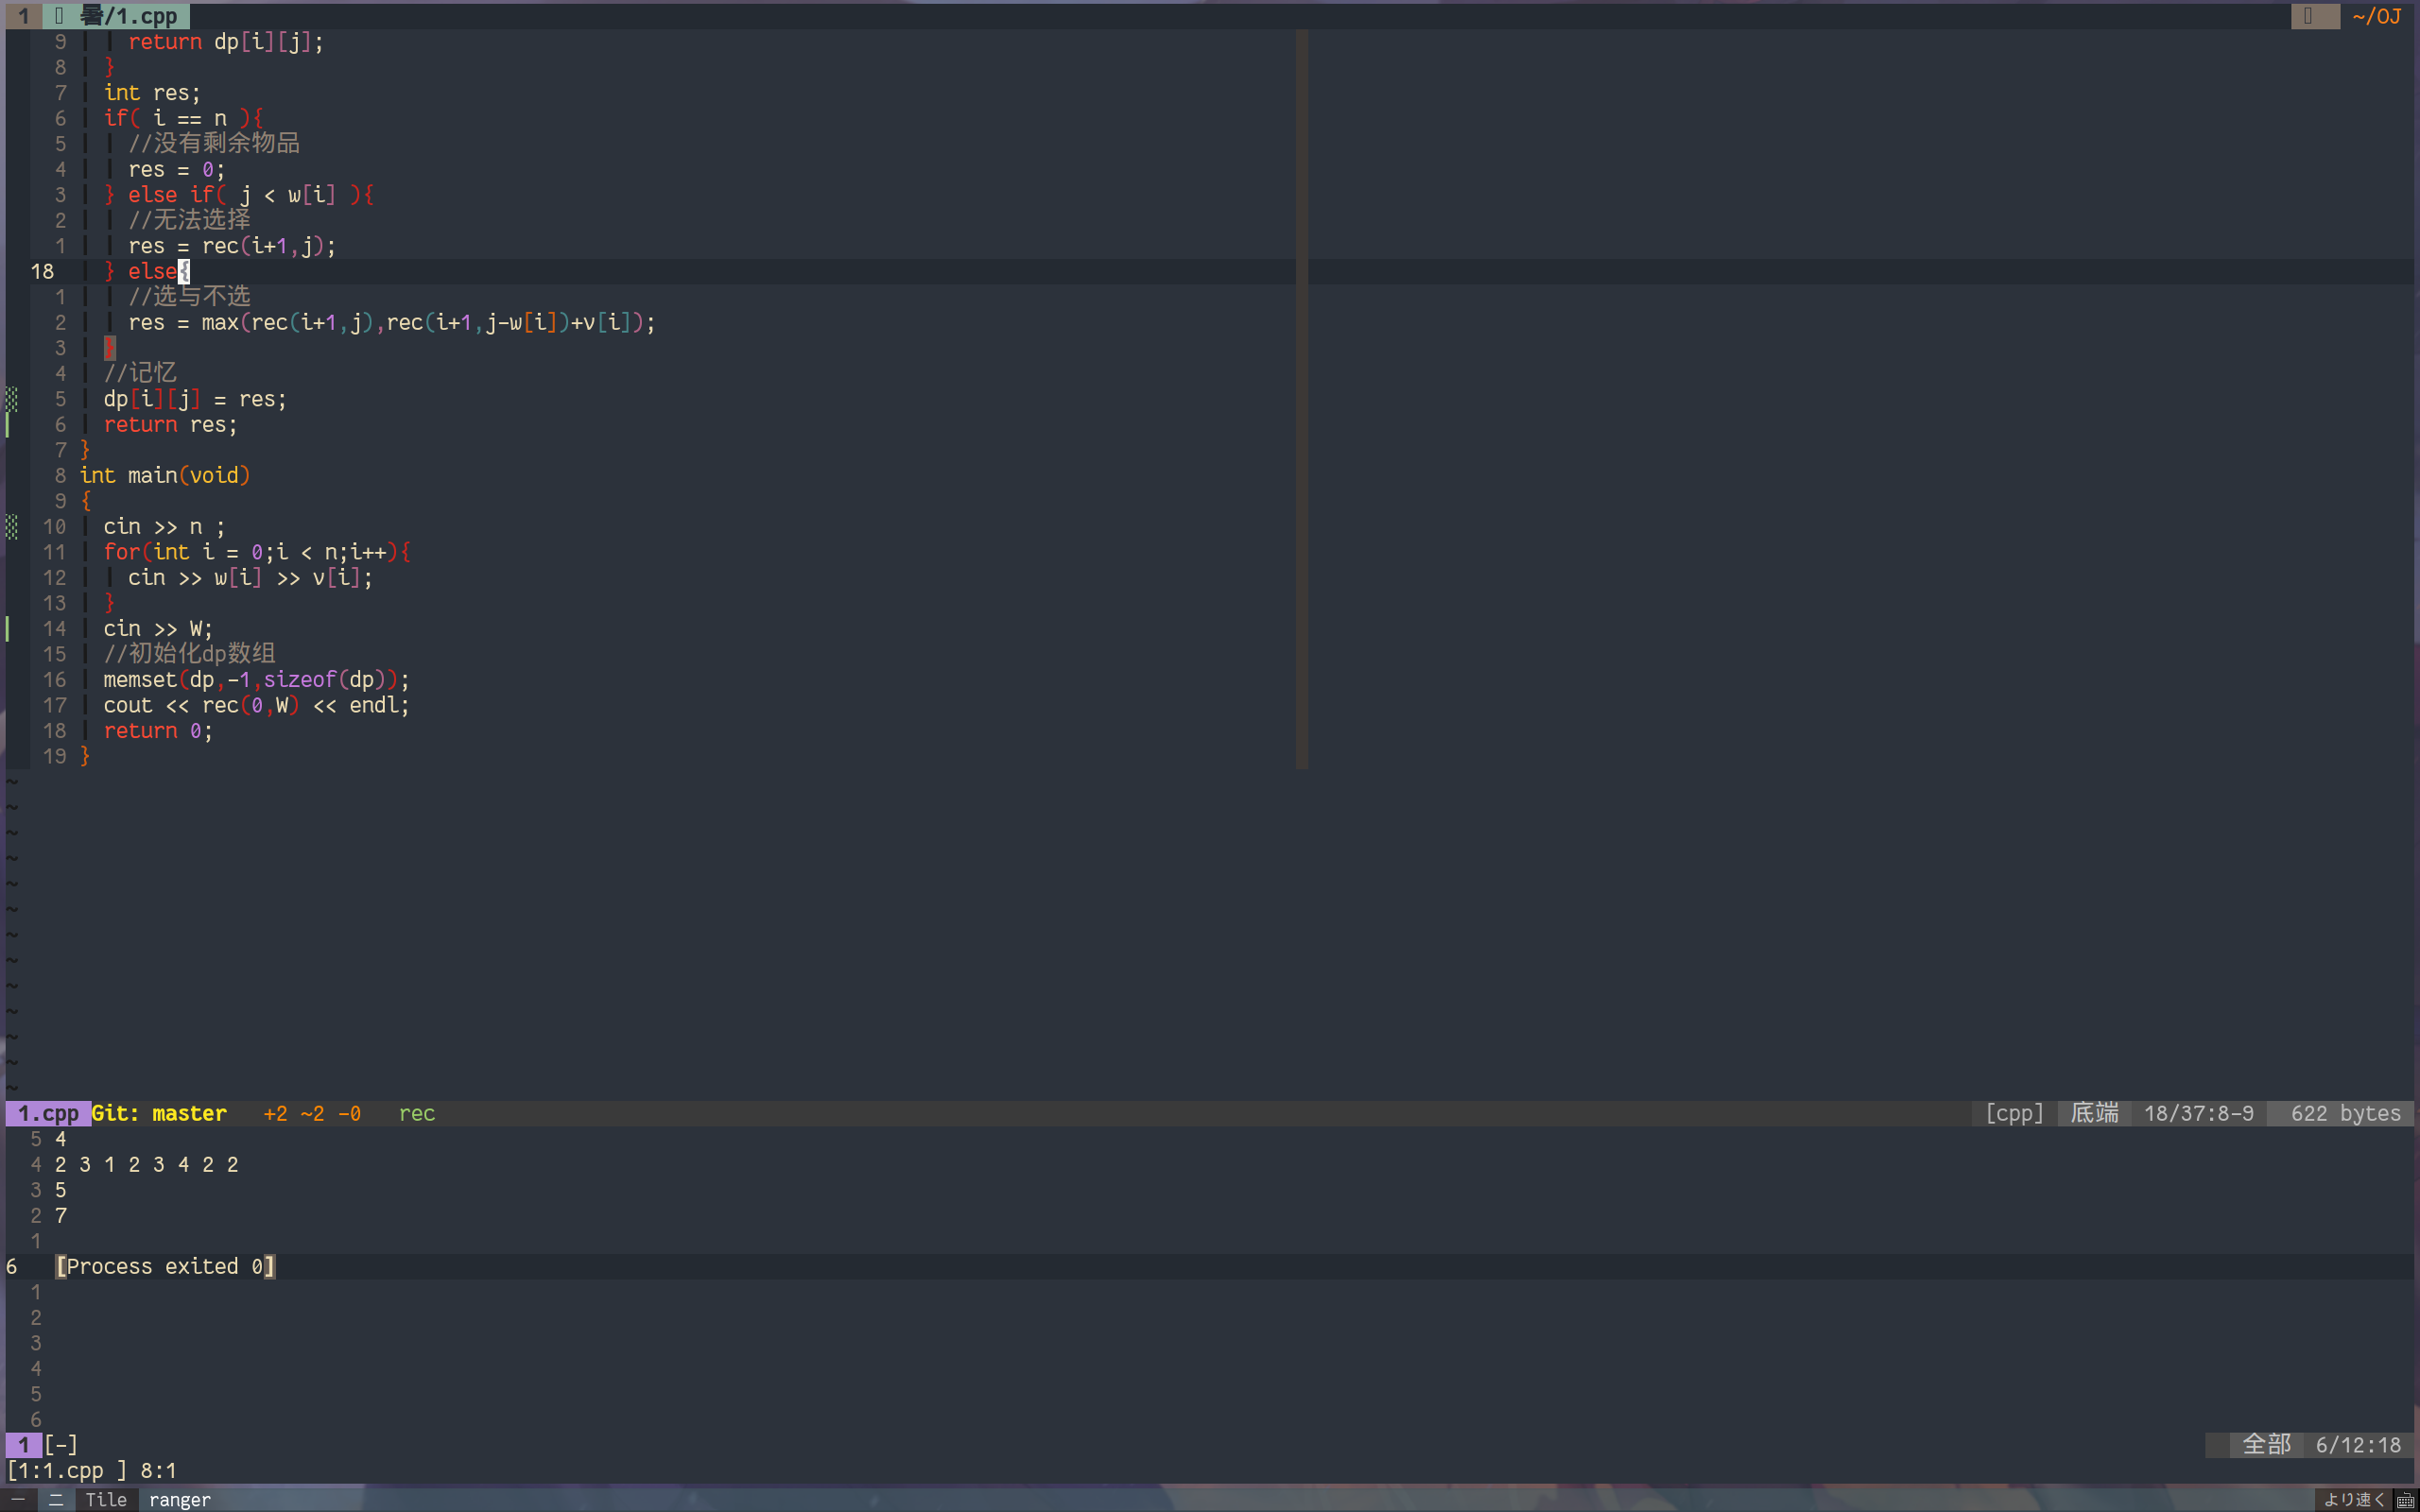 1 暑/1.cpp ~/OJ
9 return dp[i][j];
8 }
7 int res;
6 if( i == n ){
5 //没有剩余物品
4 res = 0;
3 } else if( j < w[i] ){
2 //无法选择
1 res = rec(i+1,j);
18 } else{
1 //选与不选
2 res = max(rec(i+1,j),rec(i+1,j-w[i])+v[i]);
3 }
4 //记忆
5 dp[i][j] = res;
6 return res;
7 }
8 int main(void)
9 {
10 cin >> n ;
11 for(int i = 0;i < n;i++){
12 cin >> w[i] >> v[i];
13 }
14 cin >> W;
15 //初始化dp数组
16 memset(dp,-1,sizeof(dp));
17 cout << rec(0,W) << endl;
18 return 0;
19 }
~
~
~
~
~
~
~
~
~
~
~
~
~
1.cpp Git: master +2 ~2 -0 rec [cpp] 底端 18/37:8-9 622 bytes
5 4
4 2 3 1 2 3 4 2 2
3 5
2 7
1
6 [Process exited 0]
1
2
3
4
5
6
1 [-] 全部 6/12:18
[1:1.cpp ] 8:1
一 二 Tile ranger より速く